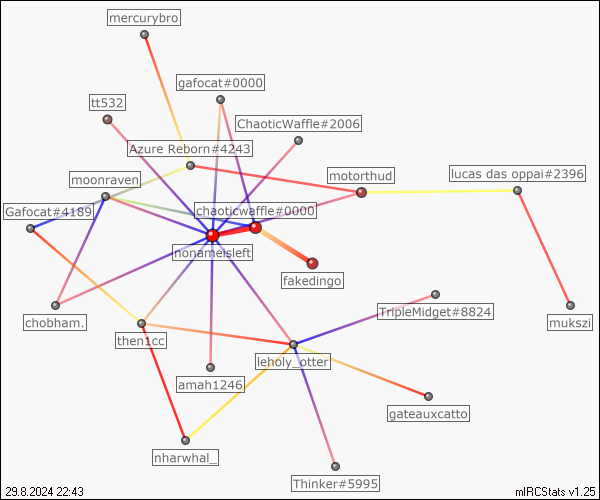 mercurybro
gafocat#0000
tt532
ChaoticWaffle#2006
Azure Reborn#4243
motorthud
lucas das oppai#2396
moonraven
Gafocat#4189
chaoticwaffle#0000
nonameisleft
fakedingo
TripleMidget#8824
chobham.
mukszi
then1cc
leholy_otter
amah1246
gateauxcatto
nharwhal_
Thinker#5995
29.8.2024 22:43
mIRCStats v1.25